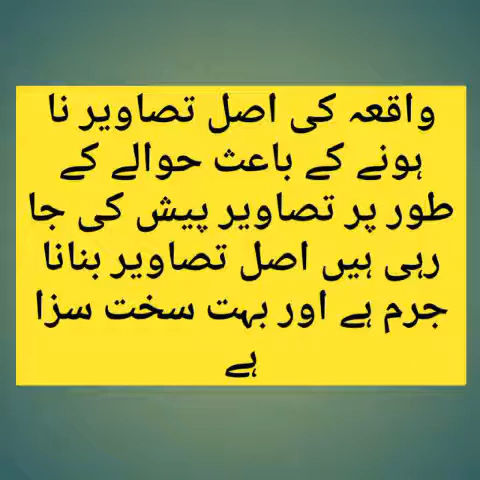 واقعہ کی اصل تصاویر نا
ہونے کے باعث حوالے کے
طور پر تصاویر پیش کی جا
رہی ہیں اصل تصاویر بنانا
جرم ہے اور بہت سخت سزا
ہے